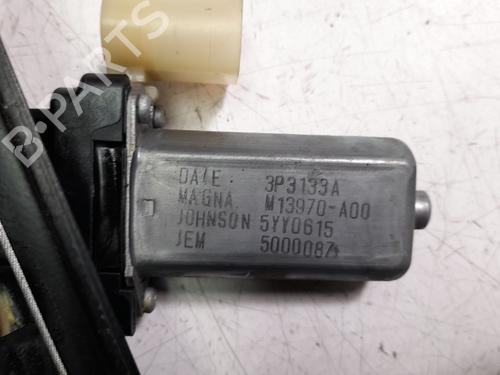 B-PARTS
DATE : 3P3133A
MAGNA M13970-A00
JOHNSON 5YY0615
JEM 5000087